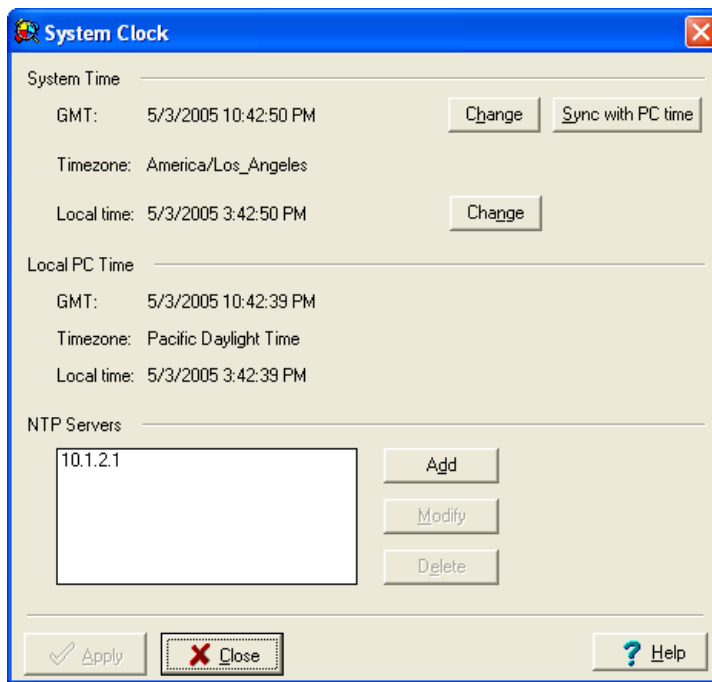 System Clock
System Time
GMT: 5/3/2005 10:42:50 PM Change Sync with PC time
Timezone: America/Los_Angeles
Local time: 5/3/2005 3:42:50 PM Change
Local PC Time
GMT: 5/3/2005 10:42:39 PM
Timezone: Pacific Daylight Time
Local time: 5/3/2005 3:42:39 PM
NTP Servers
10.1.2.1 Add
Modify
Delete
Apply Close Help